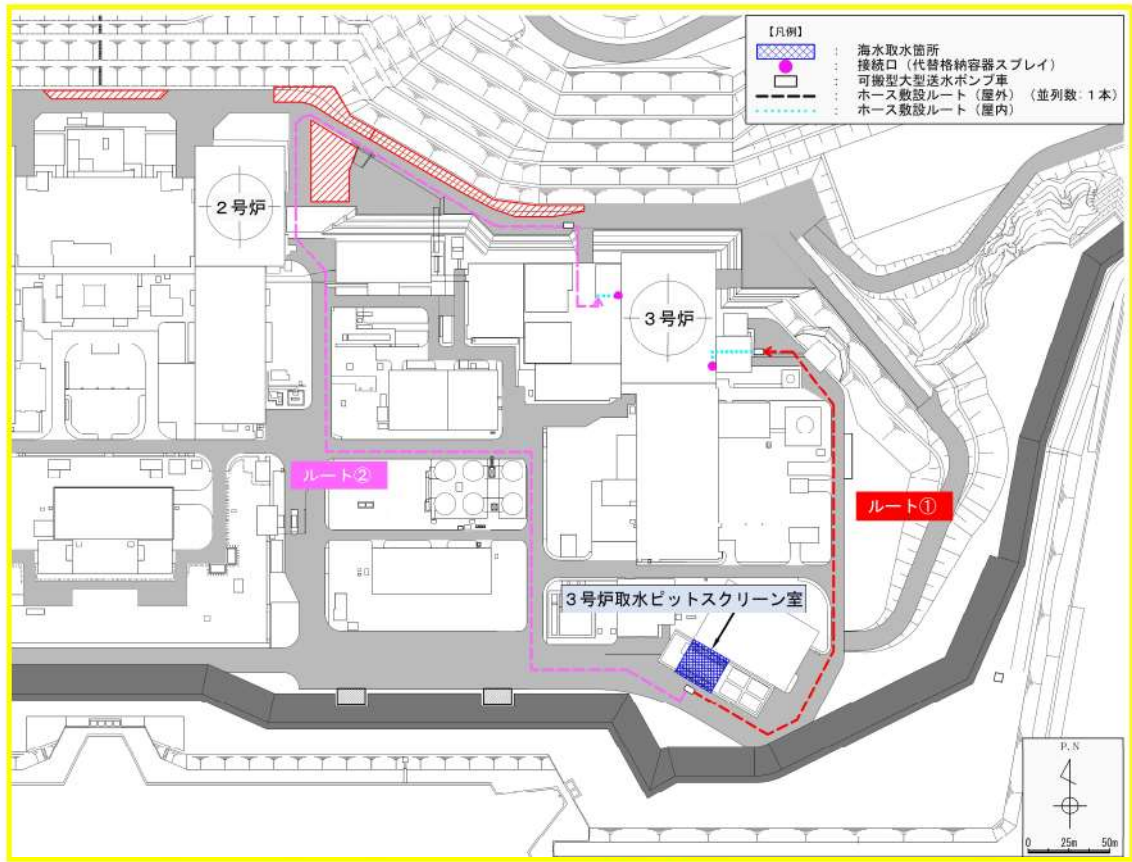 【凡例】
： 海水取水箇所
： 接続口（代替格納容器スプレイ）
： 可搬型大型送水ポンプ車
： ホース敷設ルート（屋外）（並列数：1本）
： ホース敷設ルート（屋内）
2号炉
3号炉
ルート②
ルート①
3号炉取水ピットスクリーン室
P.N
0 25m 50m